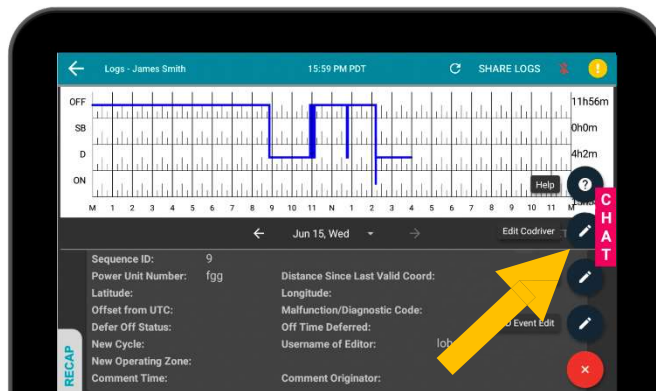 Logs - James Smith 15:59 PM PDT SHARE LOGS
OFF 11h56m
SB 0h0m
D 4h2m
ON
Help
M 1 2 3 4 5 6 7 8 9 10 11 N 1 2 3 4 5 6 7 8 9 10 11 M
CHAT
Jun 15, Wed Edit Codriver
Sequence ID: 9
Power Unit Number: fgg Distance Since Last Valid Coord:
Latitude: Longitude:
Offset from UTC: Malfunction/Diagnostic Code:
Defer Off Status: Off Time Deferred: Event Edit
New Cycle: Username of Editor:
New Operating Zone:
Comment Time: Comment Originator:
RECAP